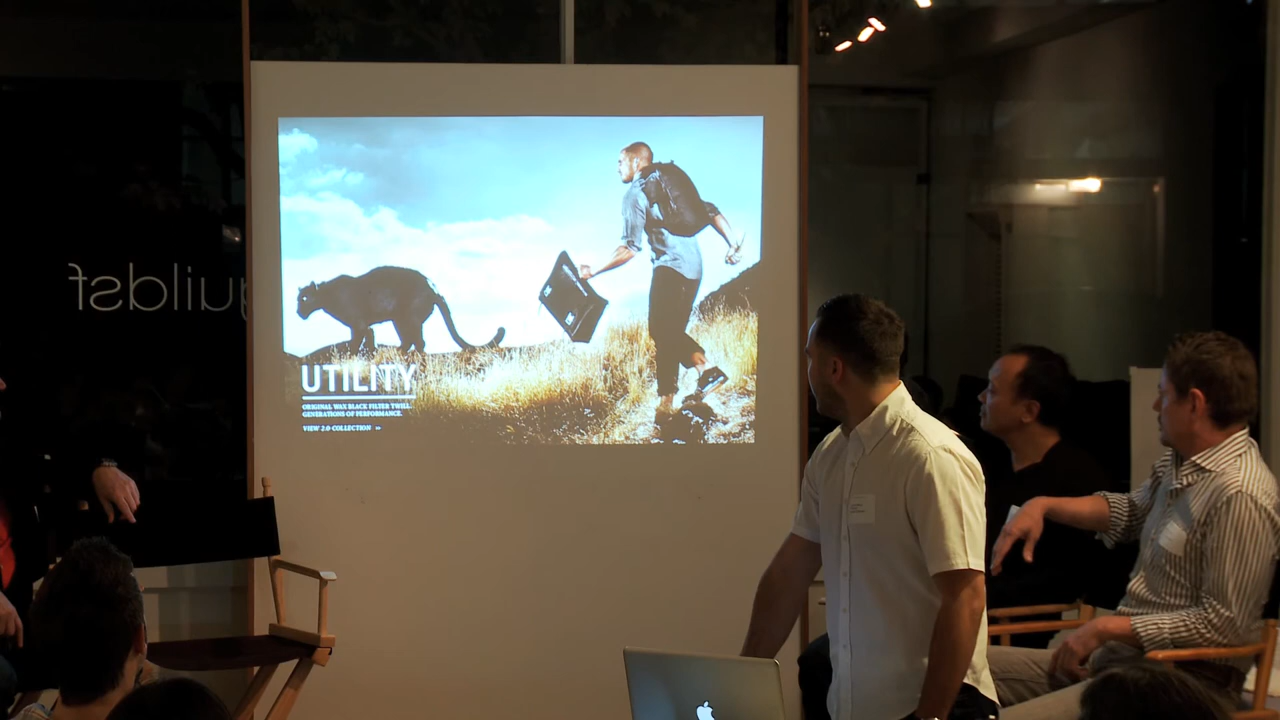 guildsf
UTILITY
ORIGINAL WAX BLACK FILTER TWILL.
GENERATIONS OF PERFORMANCE.
VIEW 2.0 COLLECTION